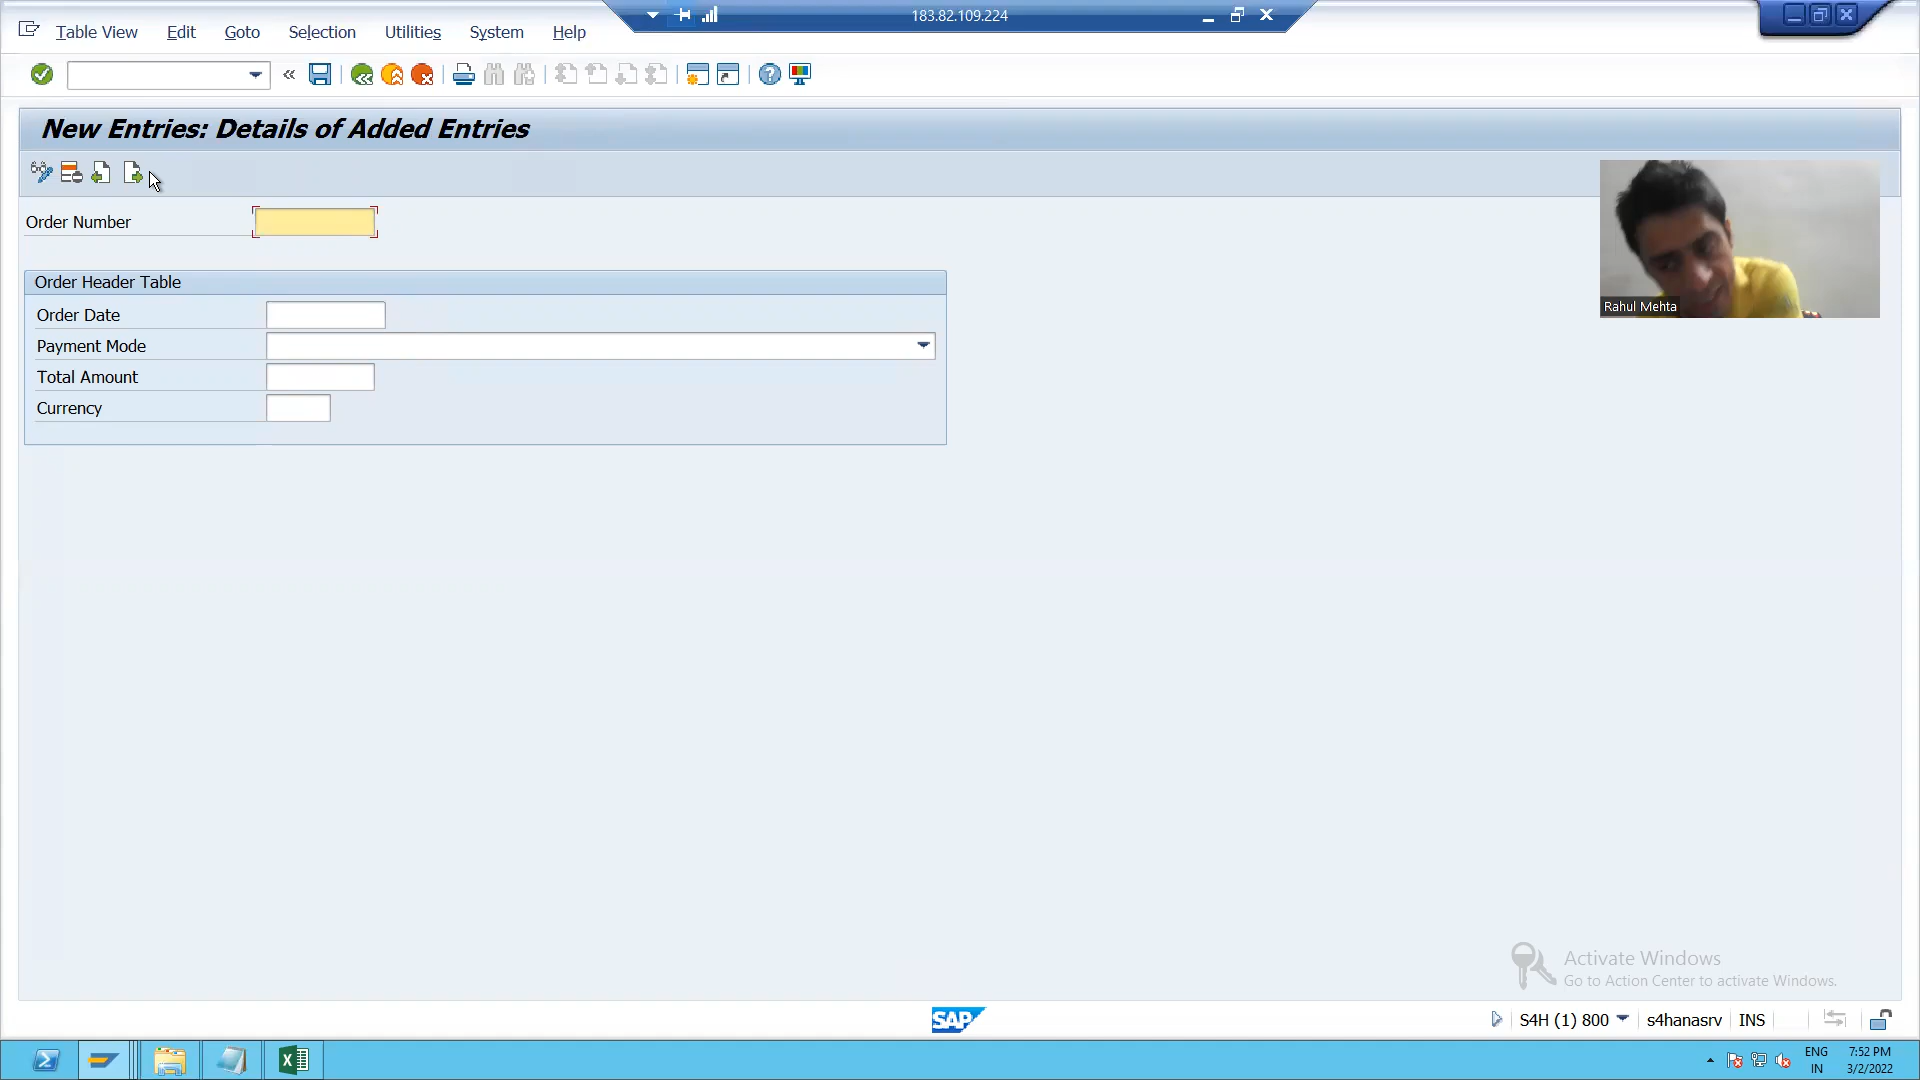 183.82.109.224
Table View Edit Goto Selection Utilities System Help
New Entries: Details of Added Entries
Order Number
Order Header Table
Order Date
Payment Mode
Total Amount
Currency
Rahul Mehta
Activate Windows
Go to Action Center to activate Windows.
SAP
S4H (1) 800 s4hanasrv INS
ENG 7:52 PM
IN 3/2/2022